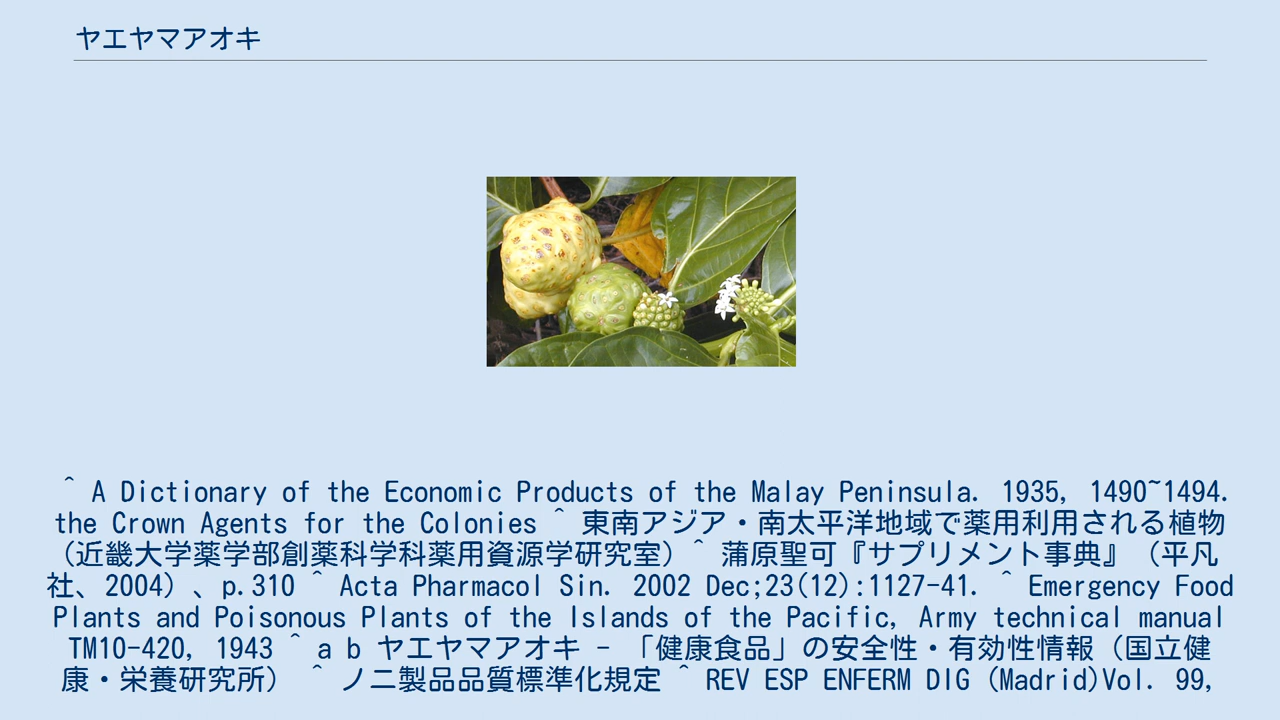 ヤエヤマアオキ
^ A Dictionary of the Economic Products of the Malay Peninsula. 1935, 1490~1494.
the Crown Agents for the Colonies ^ 東南アジア・南太平洋地域で薬用利用される植物
（近畿大学薬学部創薬科学科薬用資源学研究室）^ 蒲原聖可『サプリメント事典』（平凡
社、2004）、p.310 ^ Acta Pharmacol Sin. 2002 Dec;23(12):1127-41. ^ Emergency Food
Plants and Poisonous Plants of the Islands of the Pacific, Army technical manual
TM10-420, 1943 ^ a b ヤエヤマアオキ - 「健康食品」の安全性・有効性情報（国立健
康・栄養研究所） ^ ノニ製品品質標準化規定 ^ REV ESP ENFERM DIG (Madrid)Vol. 99,